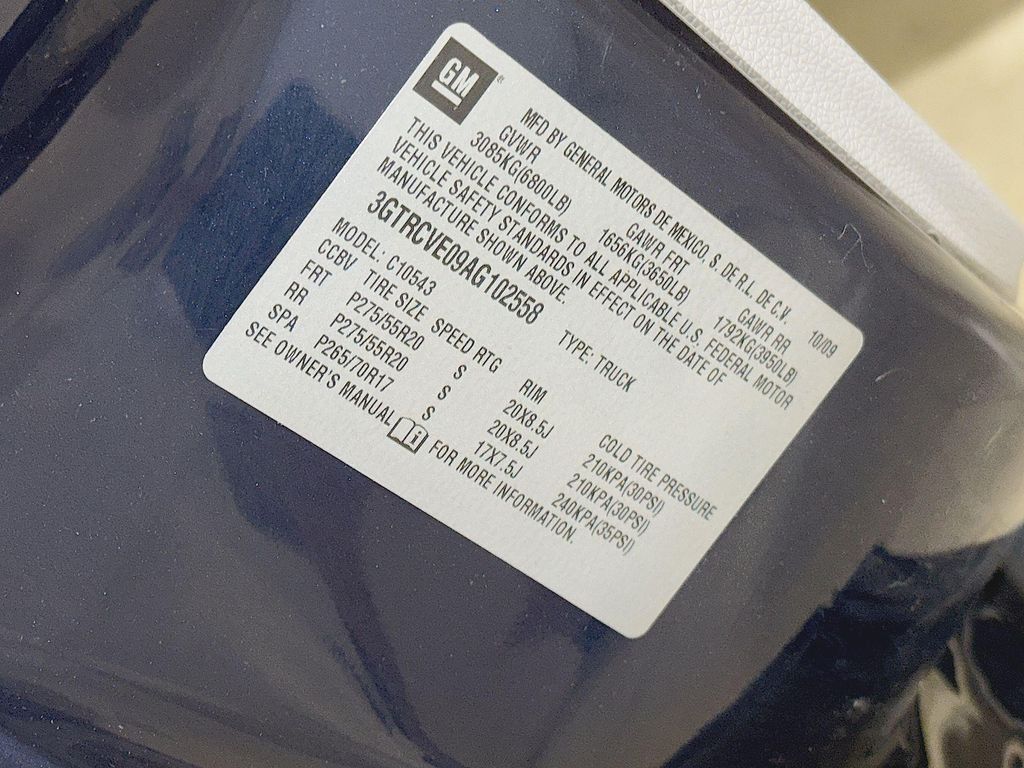 GM®
MFD BY GENERAL MOTORS DE MEXICO, S. DE R.L. DE C.V. 10/09
GVWR GAWR FRT GAWR RR
3085KG(6800LB) 1656KG(3650LB) 1792KG(3950LB)
THIS VEHICLE CONFORMS TO ALL APPLICABLE U.S. FEDERAL MOTOR
VEHICLE SAFETY STANDARDS IN EFFECT ON THE DATE OF
MANUFACTURE SHOWN ABOVE.
3GTRCVE09AG102558 TYPE: TRUCK
MODEL: C10543
CCBV TIRE SIZE SPEED RTG RIM COLD TIRE PRESSURE
FRT P275/55R20 S 20X8.5J 210KPA(30PSI)
RR P275/55R20 S 20X8.5J 210KPA(30PSI)
SPA P265/70R17 S 17X7.5J 240KPA(35PSI)
SEE OWNER'S MANUAL FOR MORE INFORMATION.